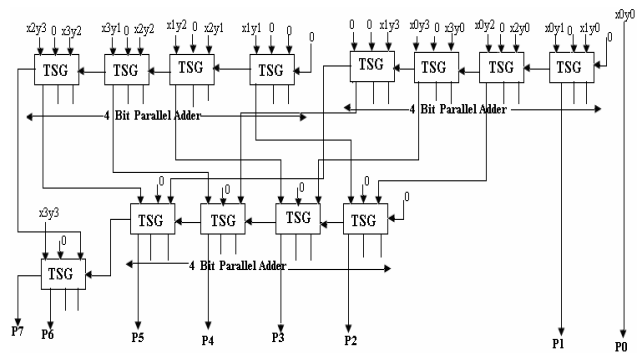 x0y0
x2y3 0 x3y2 x3y1 0 x2y2 x1y2 0 x2y1 x1y1 0 0 0 0 x1y3 x0y3 0 x3y0 x0y2 0 x2y0 x0y1 0 x1y0 0
TSG TSG TSG TSG TSG TSG TSG TSG
4 Bit Parallel Adder 4 Bit Parallel Adder
0 0 0 0 0
TSG TSG TSG TSG
x3y3 0
TSG
4 Bit Parallel Adder
P7 P6 P5 P4 P3 P2 P1 P0